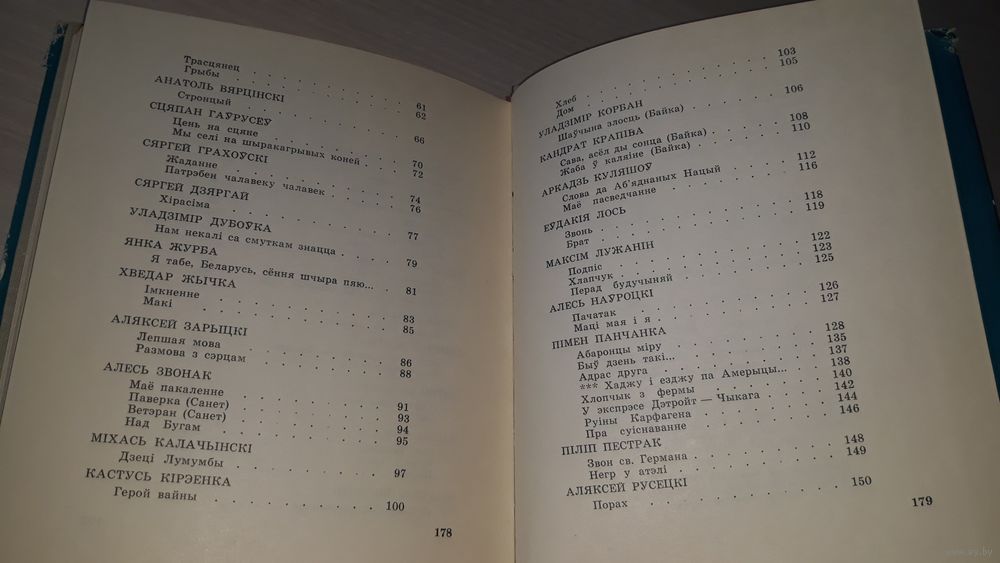 Трасцянец . . . . . . . . 61
Грыбы . . . . . . . . 62
АНАТОЛЬ ВЯРЦІНСКІ
Стронцый . . . . . . . . 66
СЦЯПАН ГАЎРУСЕЎ
Цень на сцяне . . . . . . . 70
Мы селі на шыракагрывых коней . . . 72
СЯРГЕЙ ГРАХОЎСКІ
Жаданне . . . . . . . . 74
Патрэбен чалавеку чалавек . . . . 76
СЯРГЕЙ ДЗЯРГАЙ
Хірасіма . . . . . . . . 77
УЛАДЗІМІР ДУБОЎКА
Нам некалі са смуткам знацца . . . . 79
ЯНКА ЖУРБА
Я табе, Беларусь, сёння шчыра пяю... . . 81
ХВЕДАР ЖЫЧКА
Імкненне . . . . . . . . 83
Макі . . . . . . . . 85
АЛЯКСЕЙ ЗАРЫЦКІ
Лепшая мова . . . . . . . 86
Размова з сэрцам . . . . . . 88
АЛЕСЬ ЗВОНАК
Маё пакаленне . . . . . . . 91
Паверка (Санет) . . . . . . . 93
Ветэран (Санет) . . . . . . . 94
Над Бугам . . . . . . . . 95
МІХАСЬ КАЛАЧЫНСКІ
Дзеці Лумумбы . . . . . . . 97
КАСТУСЬ КІРЭЕНКА
Герой вайны . . . . . . . 100
178
Хлеб . . . . . . . . 103
Дом . . . . . . . . 105
УЛАДЗІМІР КОРБАН
Шаўчына злосць (Байка) . . . . . 106
КАНДРАТ КРАПІВА
Сава, асёл ды сонца (Байка) . . . . 108
Жаба ў каляіне (Байка) . . . . . 110
АРКАДЗЬ КУЛЯШОЎ
Слова да Аб'яднаных Нацый . . . . 112
Маё пасведчанне . . . . . . 116
ЕЎДАКІЯ ЛОСЬ
Звонь . . . . . . . . 118
Брат . . . . . . . . 119
МАКСІМ ЛУЖАНІН
Подпіс . . . . . . . . 122
Хлапчук . . . . . . . . 123
Перад будучыняй . . . . . . 125
АЛЕСЬ НАЎРОЦКІ
Пачатак . . . . . . . . 126
Маці мая і я . . . . . . . 127
ПІМЕН ПАНЧАНКА
Абаронцы міру . . . . . . . 128
Быў дзень такі... . . . . . . 135
Адрас друга . . . . . . . 137
*** Хаджу і езджу па Амерыцы... . . 138
Хлопчык з фермы . . . . . . 140
У экспрэсе Дэтройт — Чыкага . . . 142
Руіны Карфагена . . . . . . 144
Пра суіснаванне . . . . . . 146
ПІЛІП ПЕСТРАК
Звон св. Германа . . . . . . 148
Негр у атэлі . . . . . . . 149
АЛЯКСЕЙ РУСЕЦКІ
Порах . . . . . . . . 150
179
www.ay.by